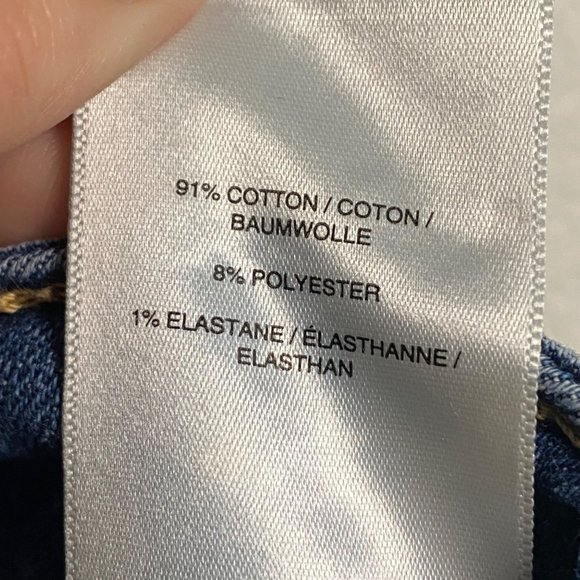 91% COTTON / COTON /
BAUMWOLLE
8% POLYESTER
1% ELASTANE / ÉLASTHANNE /
ELASTHAN